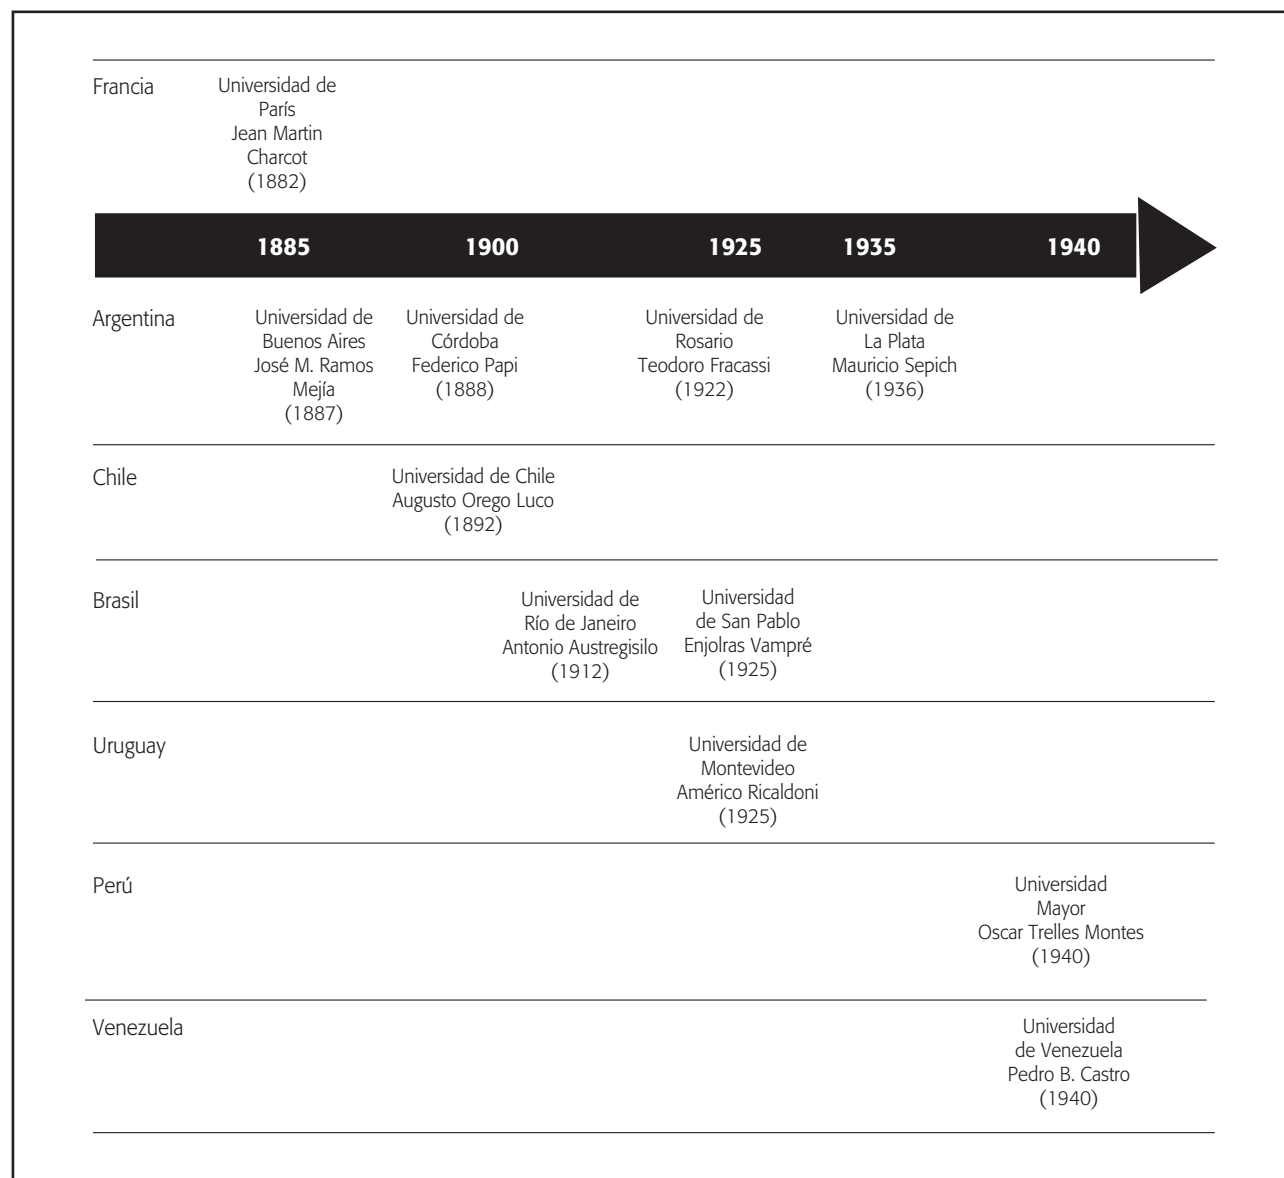 Francia
Universidad de
París
Jean Martin
Charcot
(1882)
1885 1900 1925 1935 1940
Argentina
Universidad de
Buenos Aires
José M. Ramos
Mejía
(1887)
Universidad de
Córdoba
Federico Papi
(1888)
Universidad de
Rosario
Teodoro Fracassi
(1922)
Universidad de
La Plata
Mauricio Sepich
(1936)
Chile
Universidad de Chile
Augusto Orego Luco
(1892)
Brasil
Universidad de
Río de Janeiro
Antonio Austregisilo
(1912)
Universidad
de San Pablo
Enjolras Vampré
(1925)
Uruguay
Universidad de
Montevideo
Américo Ricaldoni
(1925)
Perú
Universidad
Mayor
Oscar Trelles Montes
(1940)
Venezuela
Universidad
de Venezuela
Pedro B. Castro
(1940)